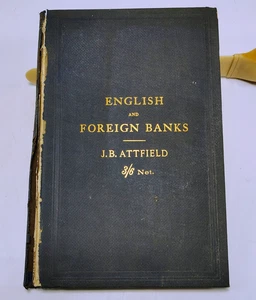 ENGLISH
AND
FOREIGN BANKS
J.B. ATTFIELD
3/6 Net.